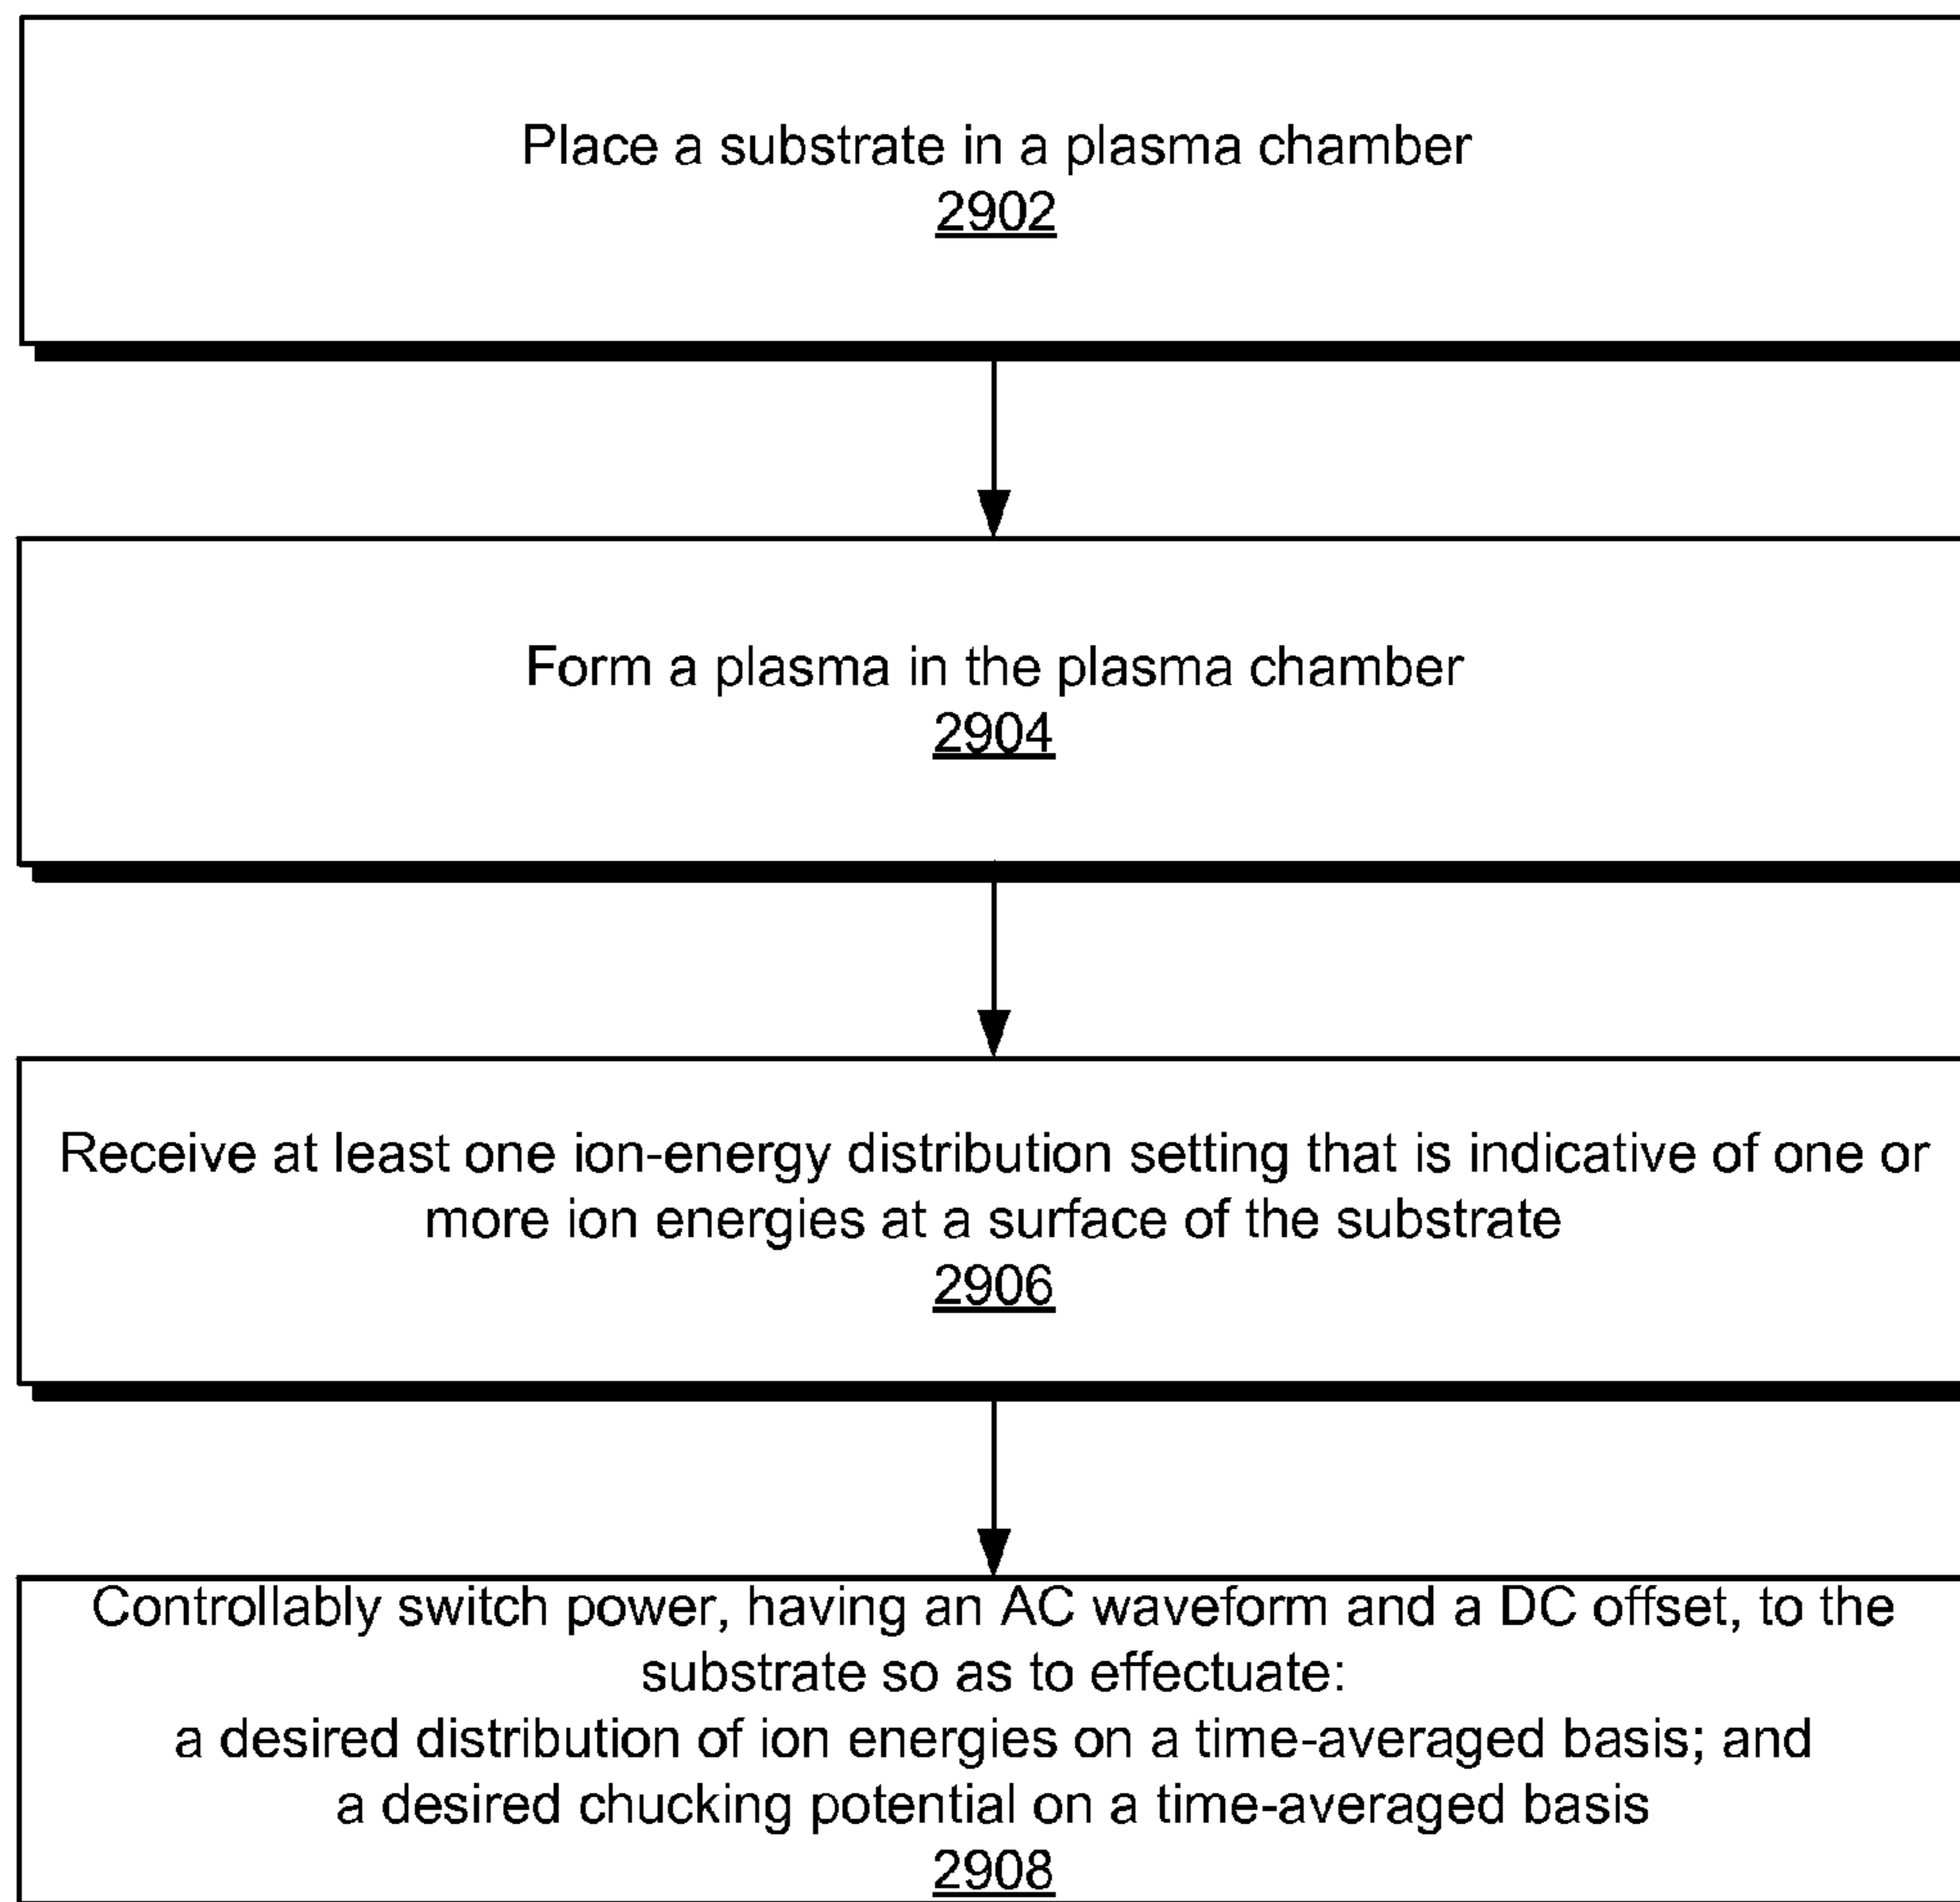 Place a substrate in a plasma chamber
2902
Form a plasma in the plasma chamber
2904
Receive at least one ion-energy distribution setting that is indicative of one or
more ion energies at a surface of the substrate
2906
Controllably switch power, having an AC waveform and a DC offset, to the
substrate so as to effectuate:
a desired distribution of ion energies on a time-averaged basis; and
a desired chucking potential on a time-averaged basis
2908